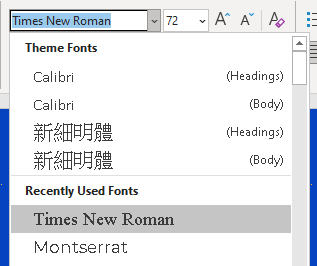 Times New Roman 72 A A A
Theme Fonts
Calibri (Headings)
Calibri (Body)
新細明體 (Headings)
新細明體 (Body)
Recently Used Fonts
Times New Roman
Montserrat